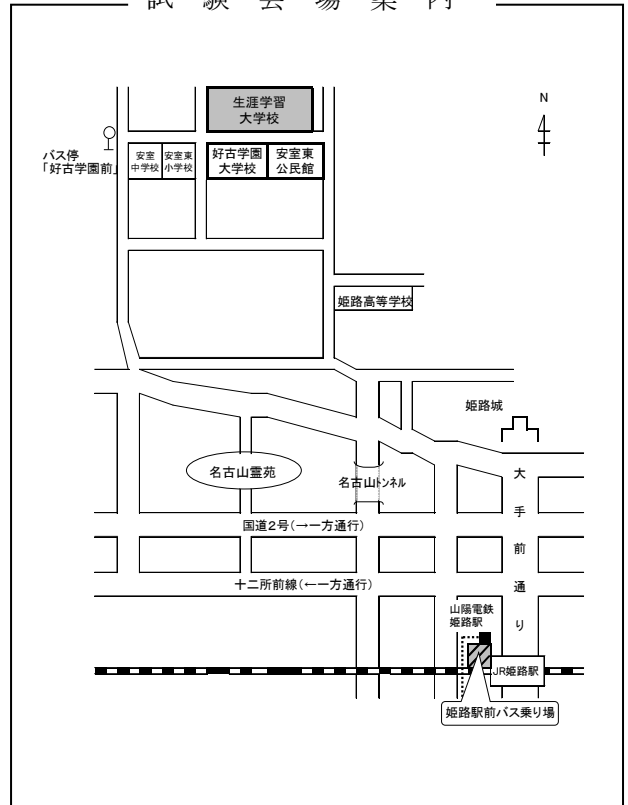 試験会場案内
生涯学習
大学校
N
バス停
「好古学園前」
安室
中学校
安室東
小学校
好古学園
大学校
安室東
公民館
姫路高等学校
姫路城
名古山霊苑
名古山トンネル
大手前通り
国道2号(→一方通行)
十二所前線(←一方通行)
山陽電鉄
姫路駅
JR姫路駅
姫路駅前バス乗り場